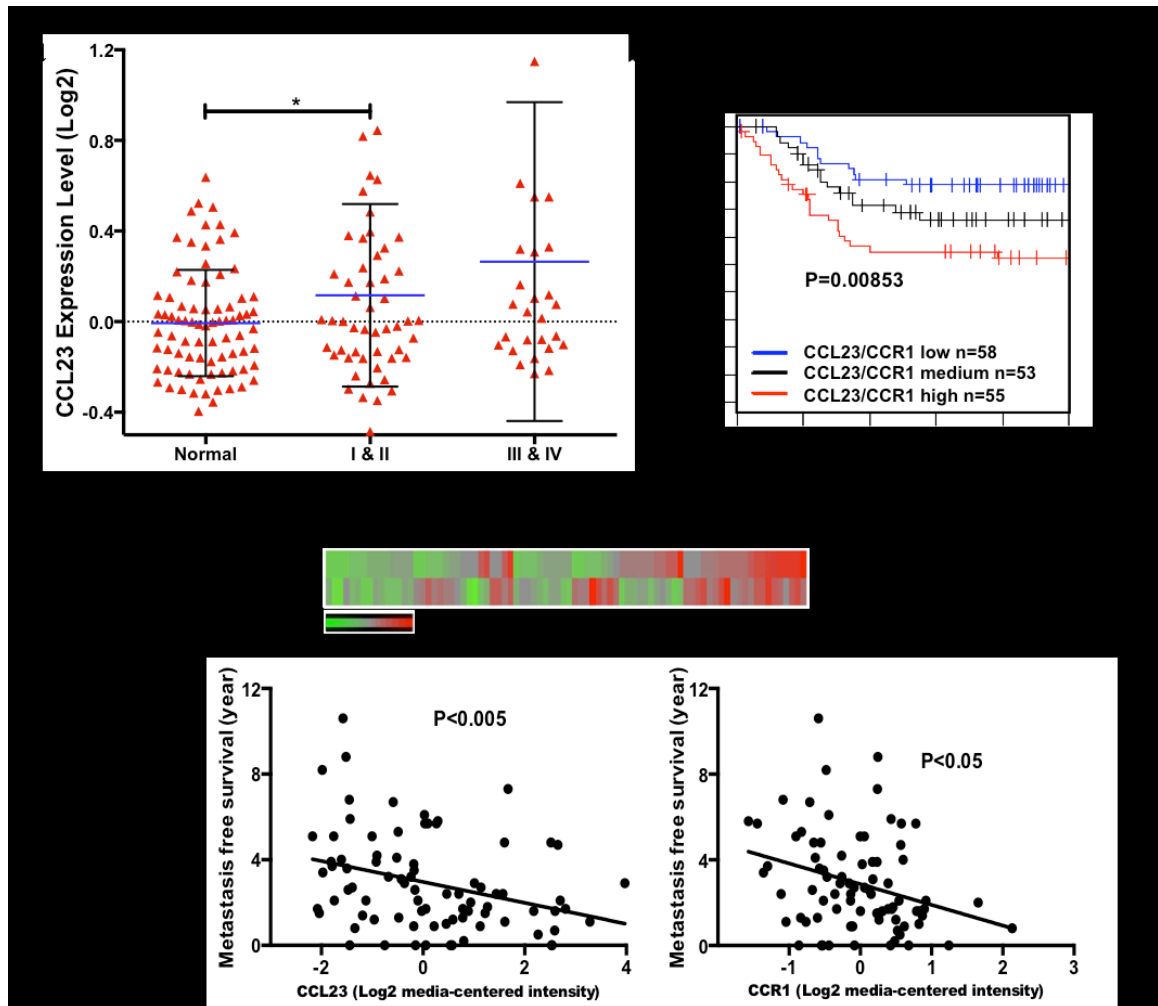 CCL23 Expression Level (Log2)
1.2
0.8
0.4
0.0
-0.4
*
Normal
I & II
III & IV
P=0.00853
CCL23/CCR1 low n=58
CCL23/CCR1 medium n=53
CCL23/CCR1 high n=55
Metastasis free survival (year)
12
8
4
0
P<0.005
-2
0
2
4
CCL23 (Log2 media-centered intensity)
Metastasis free survival (year)
12
8
4
0
P<0.05
-1
0
1
2
3
CCR1 (Log2 media-centered intensity)